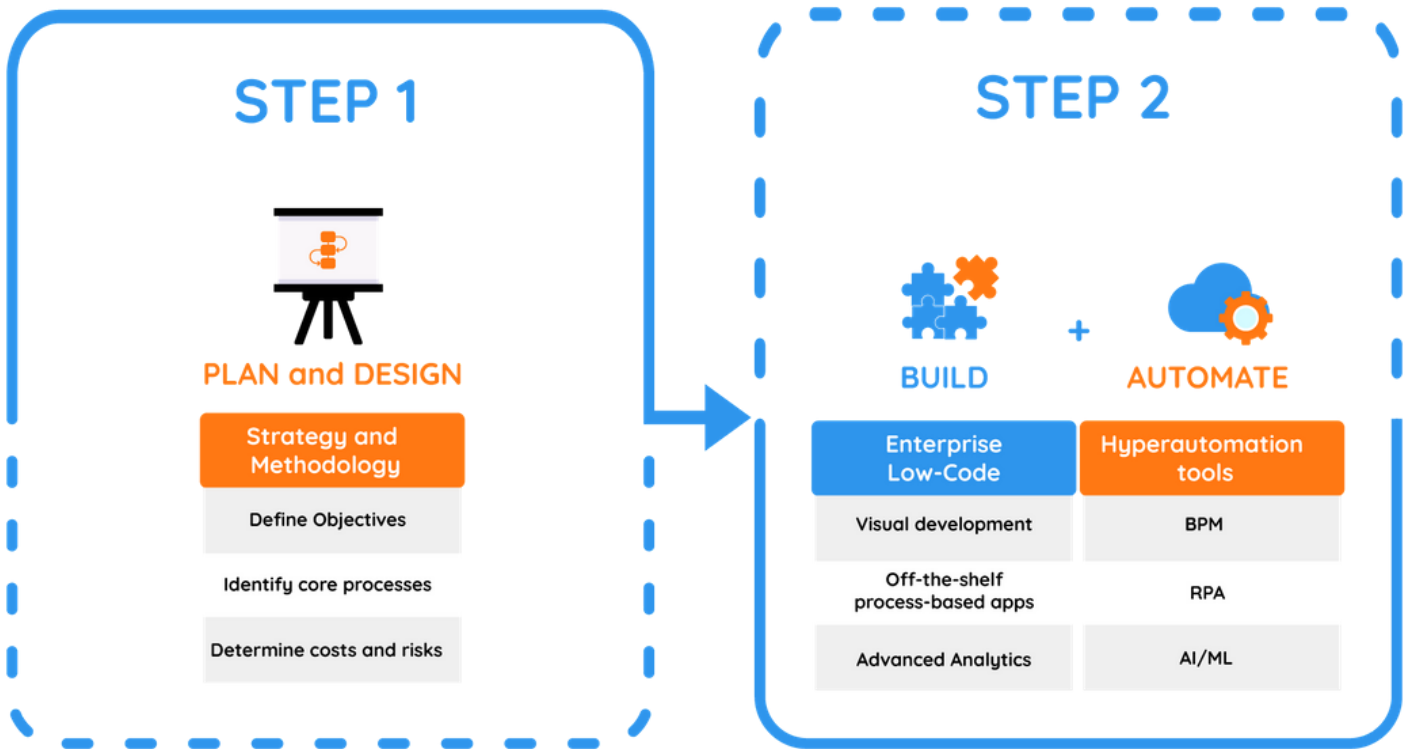 STEP 1
PLAN and DESIGN
Strategy and
Methodology
Define Objectives
Identify core processes
Determine costs and risks
STEP 2
BUILD
+
AUTOMATE
Enterprise
Low-Code
Hyperautomation
tools
Visual development
BPM
Off-the-shelf
process-based apps
RPA
Advanced Analytics
AI/ML